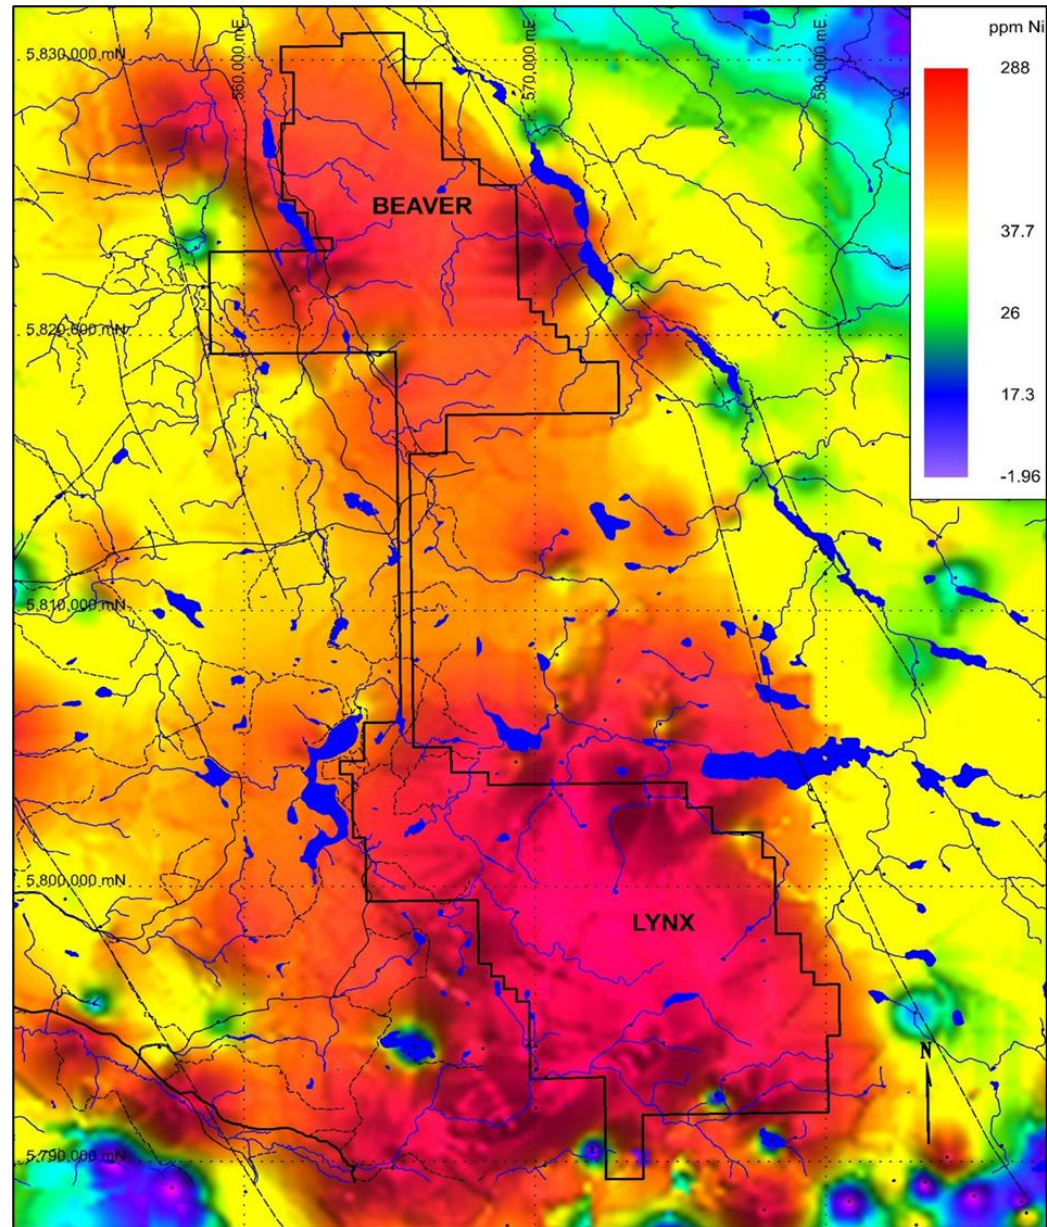 ppm Ni
288
37.7
26
17.3
-1.96
560,000 mE
570,000 mE
580,000 mE
5,830,000 mN
BEAVER
5,820,000 mN
5,810,000 mN
5,800,000 mN
LYNX
N
5,790,000 mN